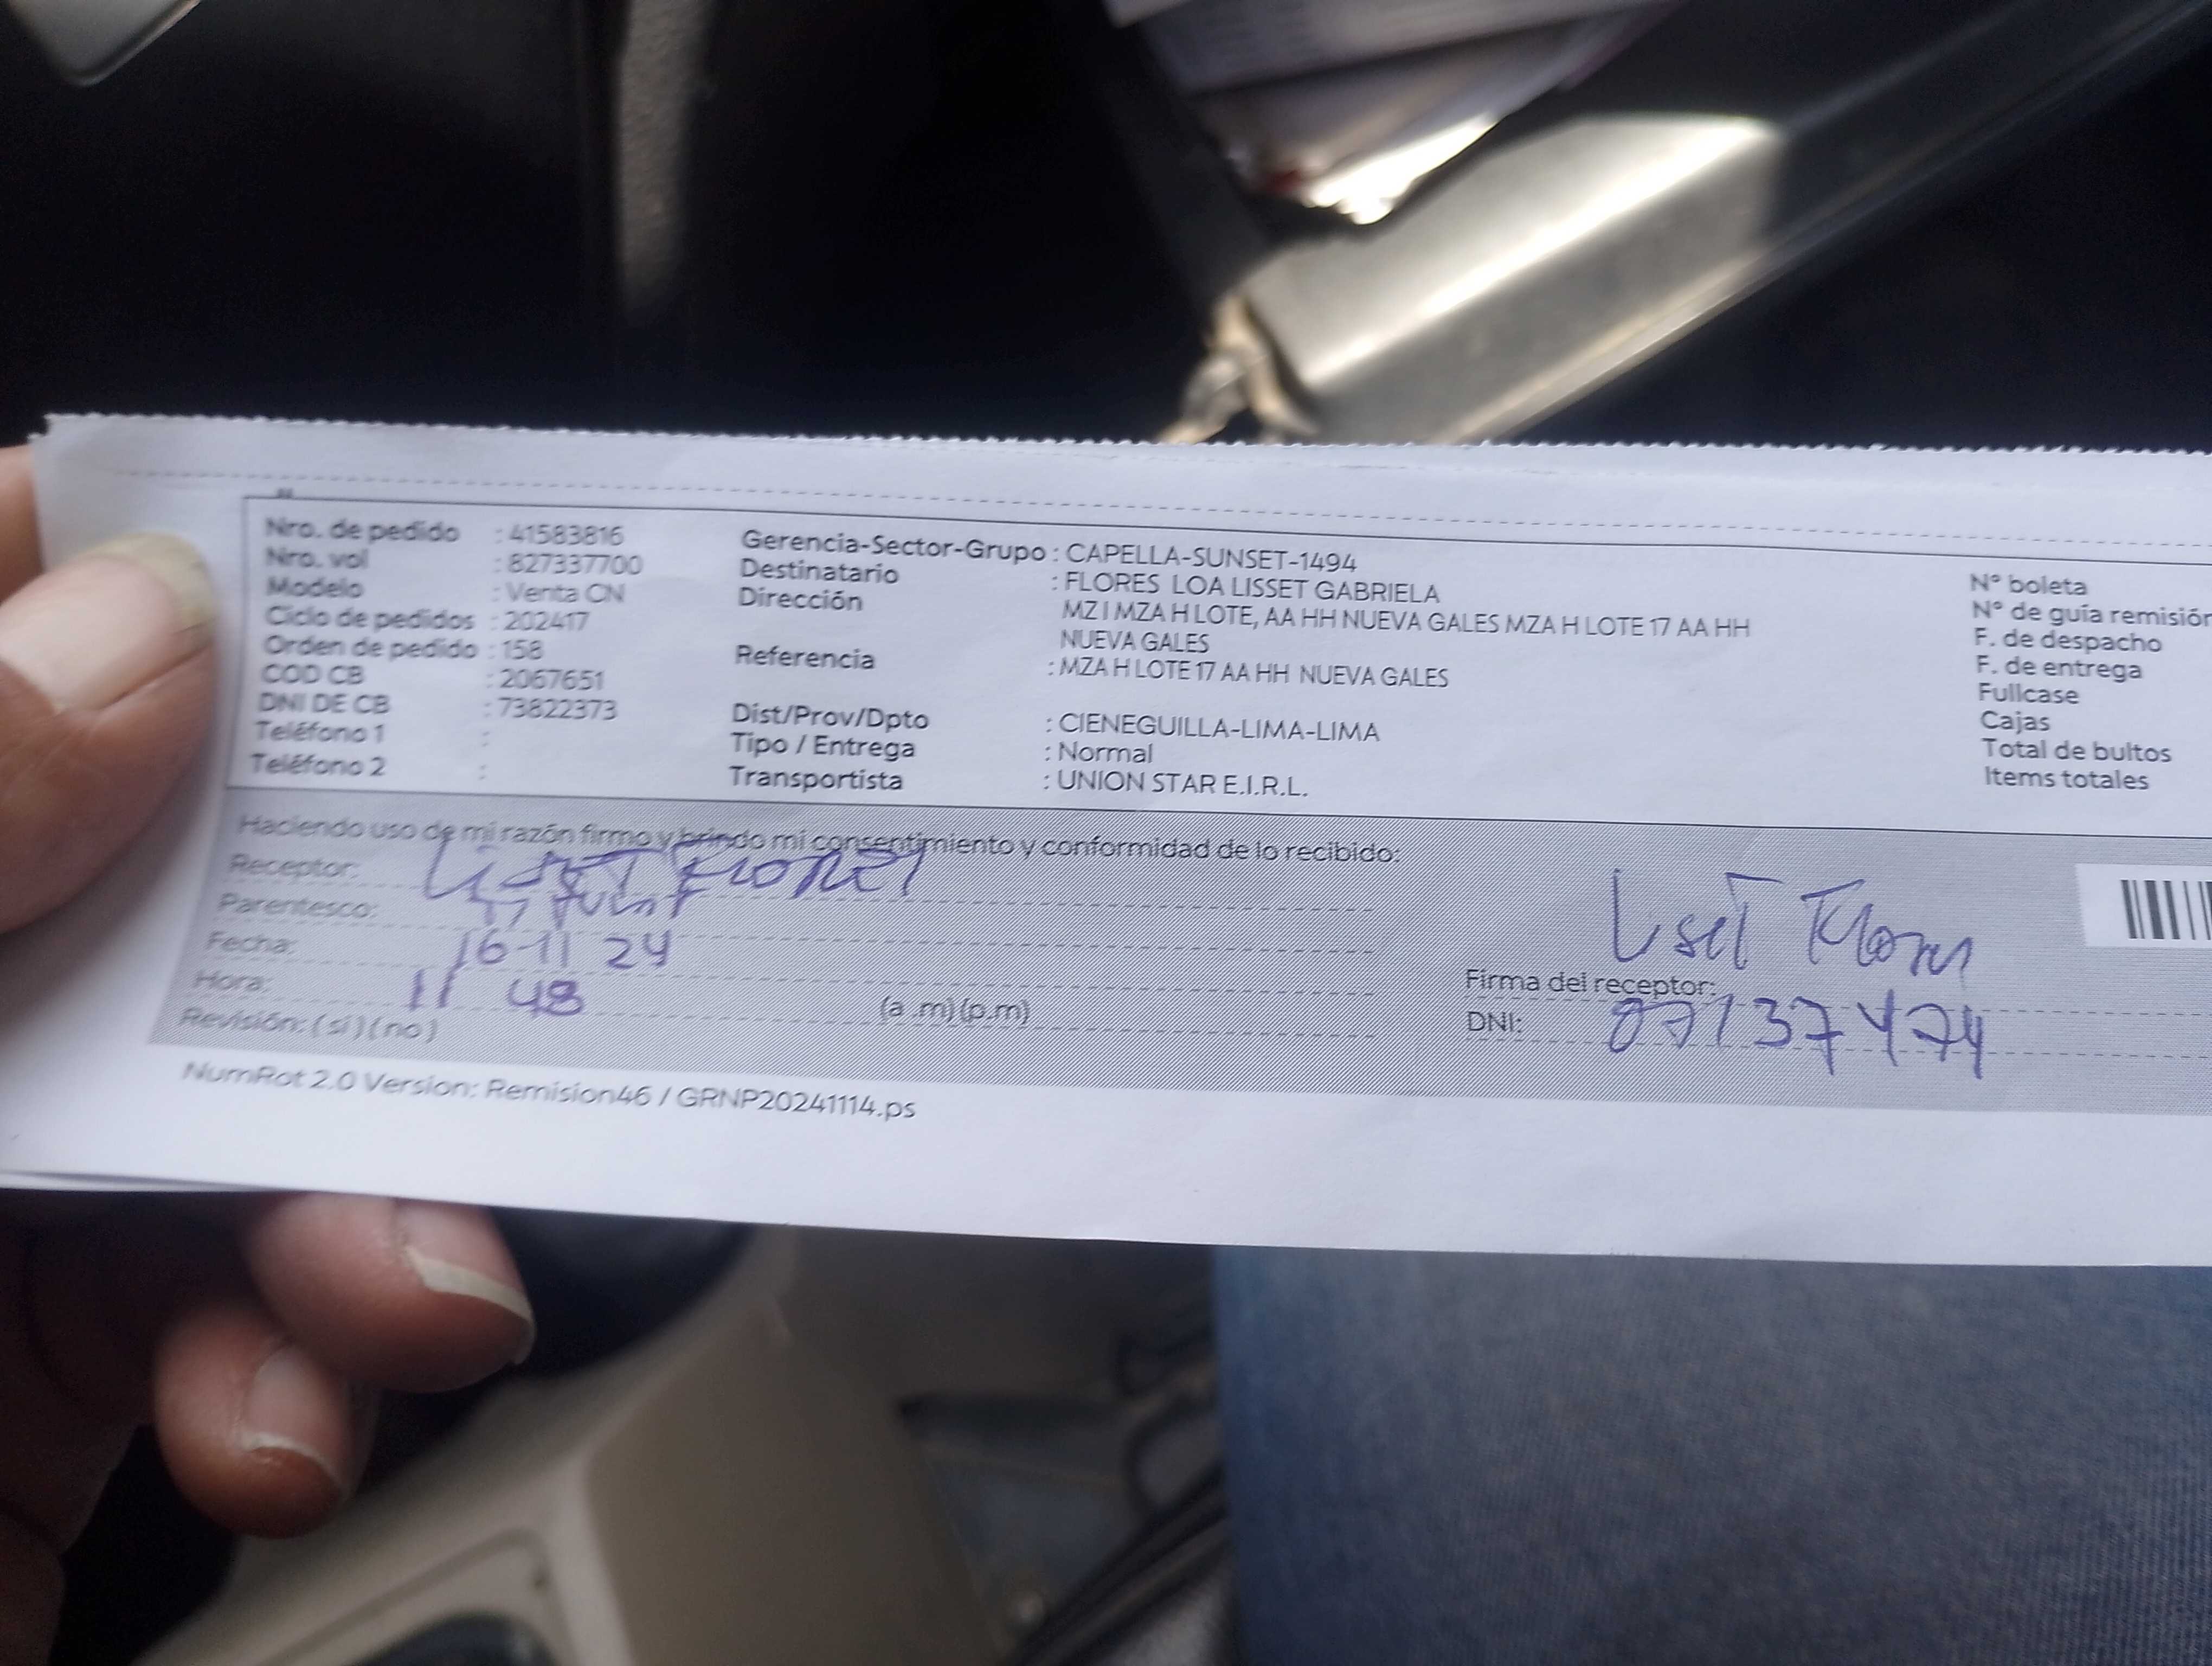 Nro. de pedido : 41583816
Nro. vol : 827337700
Modelo : Venta CN
Ciclo de pedidos : 202417
Orden de pedido : 158
COD CB : 2067651
DNI DE CB : 73822373
Teléfono 1 :
Teléfono 2 :
Gerencia-Sector-Grupo : CAPELLA-SUNSET-1494
Destinatario : FLORES LOA LISSET GABRIELA
Dirección MZ I MZA H LOTE, AA HH NUEVA GALES MZA H LOTE 17 AA HH
NUEVA GALES
Referencia : MZA H LOTE 17 AA HH NUEVA GALES
Dist/Prov/Dpto : CIENEGUILLA-LIMA-LIMA
Tipo / Entrega : Normal
Transportista : UNION STAR E.I.R.L.
N° boleta
N° de guía remisión
F. de despacho
F. de entrega
Fullcase
Cajas
Total de bultos
Items totales
Haciendo uso de mi razón firmo y brindo mi consentimiento y conformidad de lo recibido:
Receptor:
Parentesco:
Fecha: 16-11 24
Hora: 11 48 (a .m)(p.m)
Revisión: (si)(no)
Firma del receptor:
DNI: 07137474
NumRot 2.0 Version: Remision46 / GRNP20241114.ps